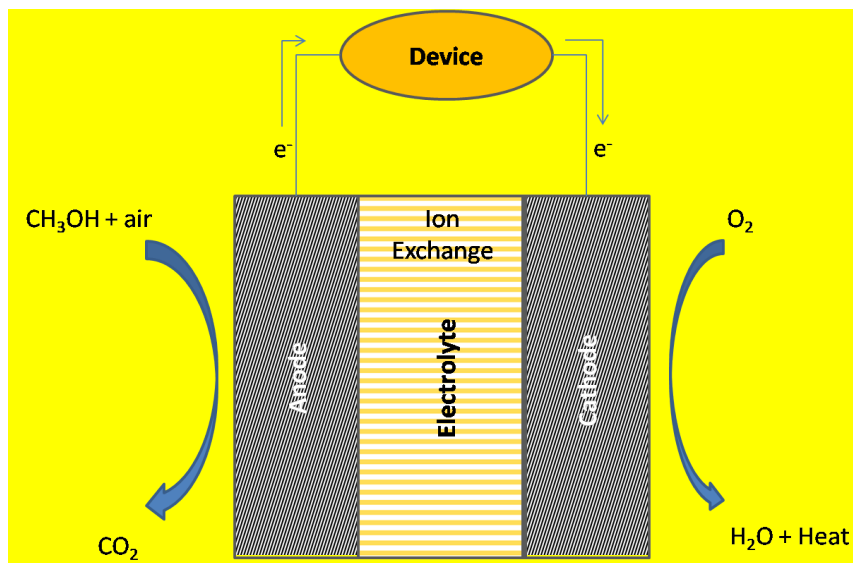 Device
e⁻
e⁻
CH₃OH + air
Ion
Exchange
O₂
Anode
Electrolyte
Cathode
CO₂
H₂O + Heat